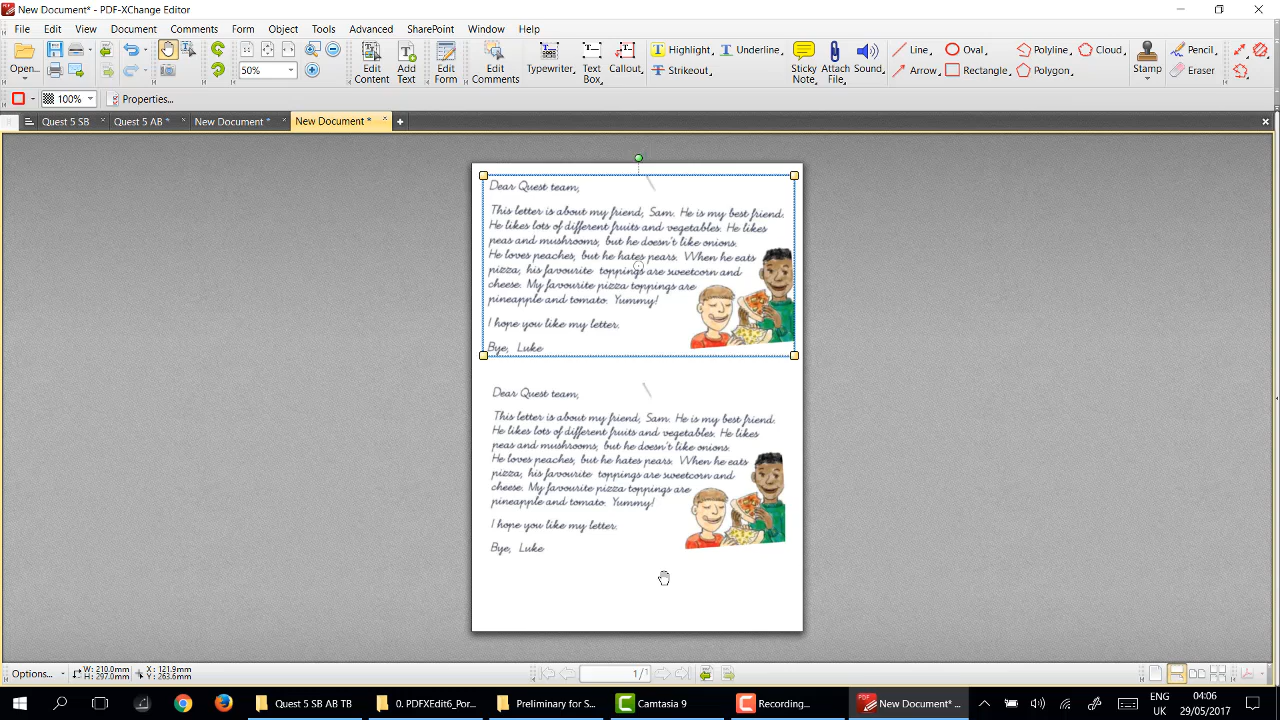 New Document* - PDF-XChange Editor
File Edit View Document Comments Form Object Tools Advanced SharePoint Window Help
Open... 50% Edit Content Add Text Edit Form Edit Comments Typewriter Text Box Callout Highlight Underline Strikeout Sticky Note Attach File Sound Line Oval Polyline Cloud Arrow Rectangle Polygon Stamp Pencil Eraser
100% Properties...
Quest 5 SB Quest 5 AB * New Document * New Document *
Dear Quest team,
This letter is about my friend, Sam. He is my best friend.
He likes lots of different fruits and vegetables. He likes
peas and mushrooms, but he doesn't like onions.
He loves peaches, but he hates pears. When he eats
pizza, his favourite toppings are sweetcorn and
cheese. My favourite pizza toppings are
pineapple and tomato. Yummy!
I hope you like my letter.
Bye, Luke
Dear Quest team,
This letter is about my friend, Sam. He is my best friend.
He likes lots of different fruits and vegetables. He likes
peas and mushrooms, but he doesn't like onions.
He loves peaches, but he hates pears. When he eats
pizza, his favourite toppings are sweetcorn and
cheese. My favourite pizza toppings are
pineapple and tomato. Yummy!
I hope you like my letter.
Bye, Luke
Options... W: 210.0mm H: 297.0mm X: 121.9mm Y: 263.6mm 1/1
Quest 5 SB AB TB 0.PDFXEdit6_Por... Preliminary for S... Camtasia 9 Recording... New Document* ... ENG UK 04:06 29/05/2017